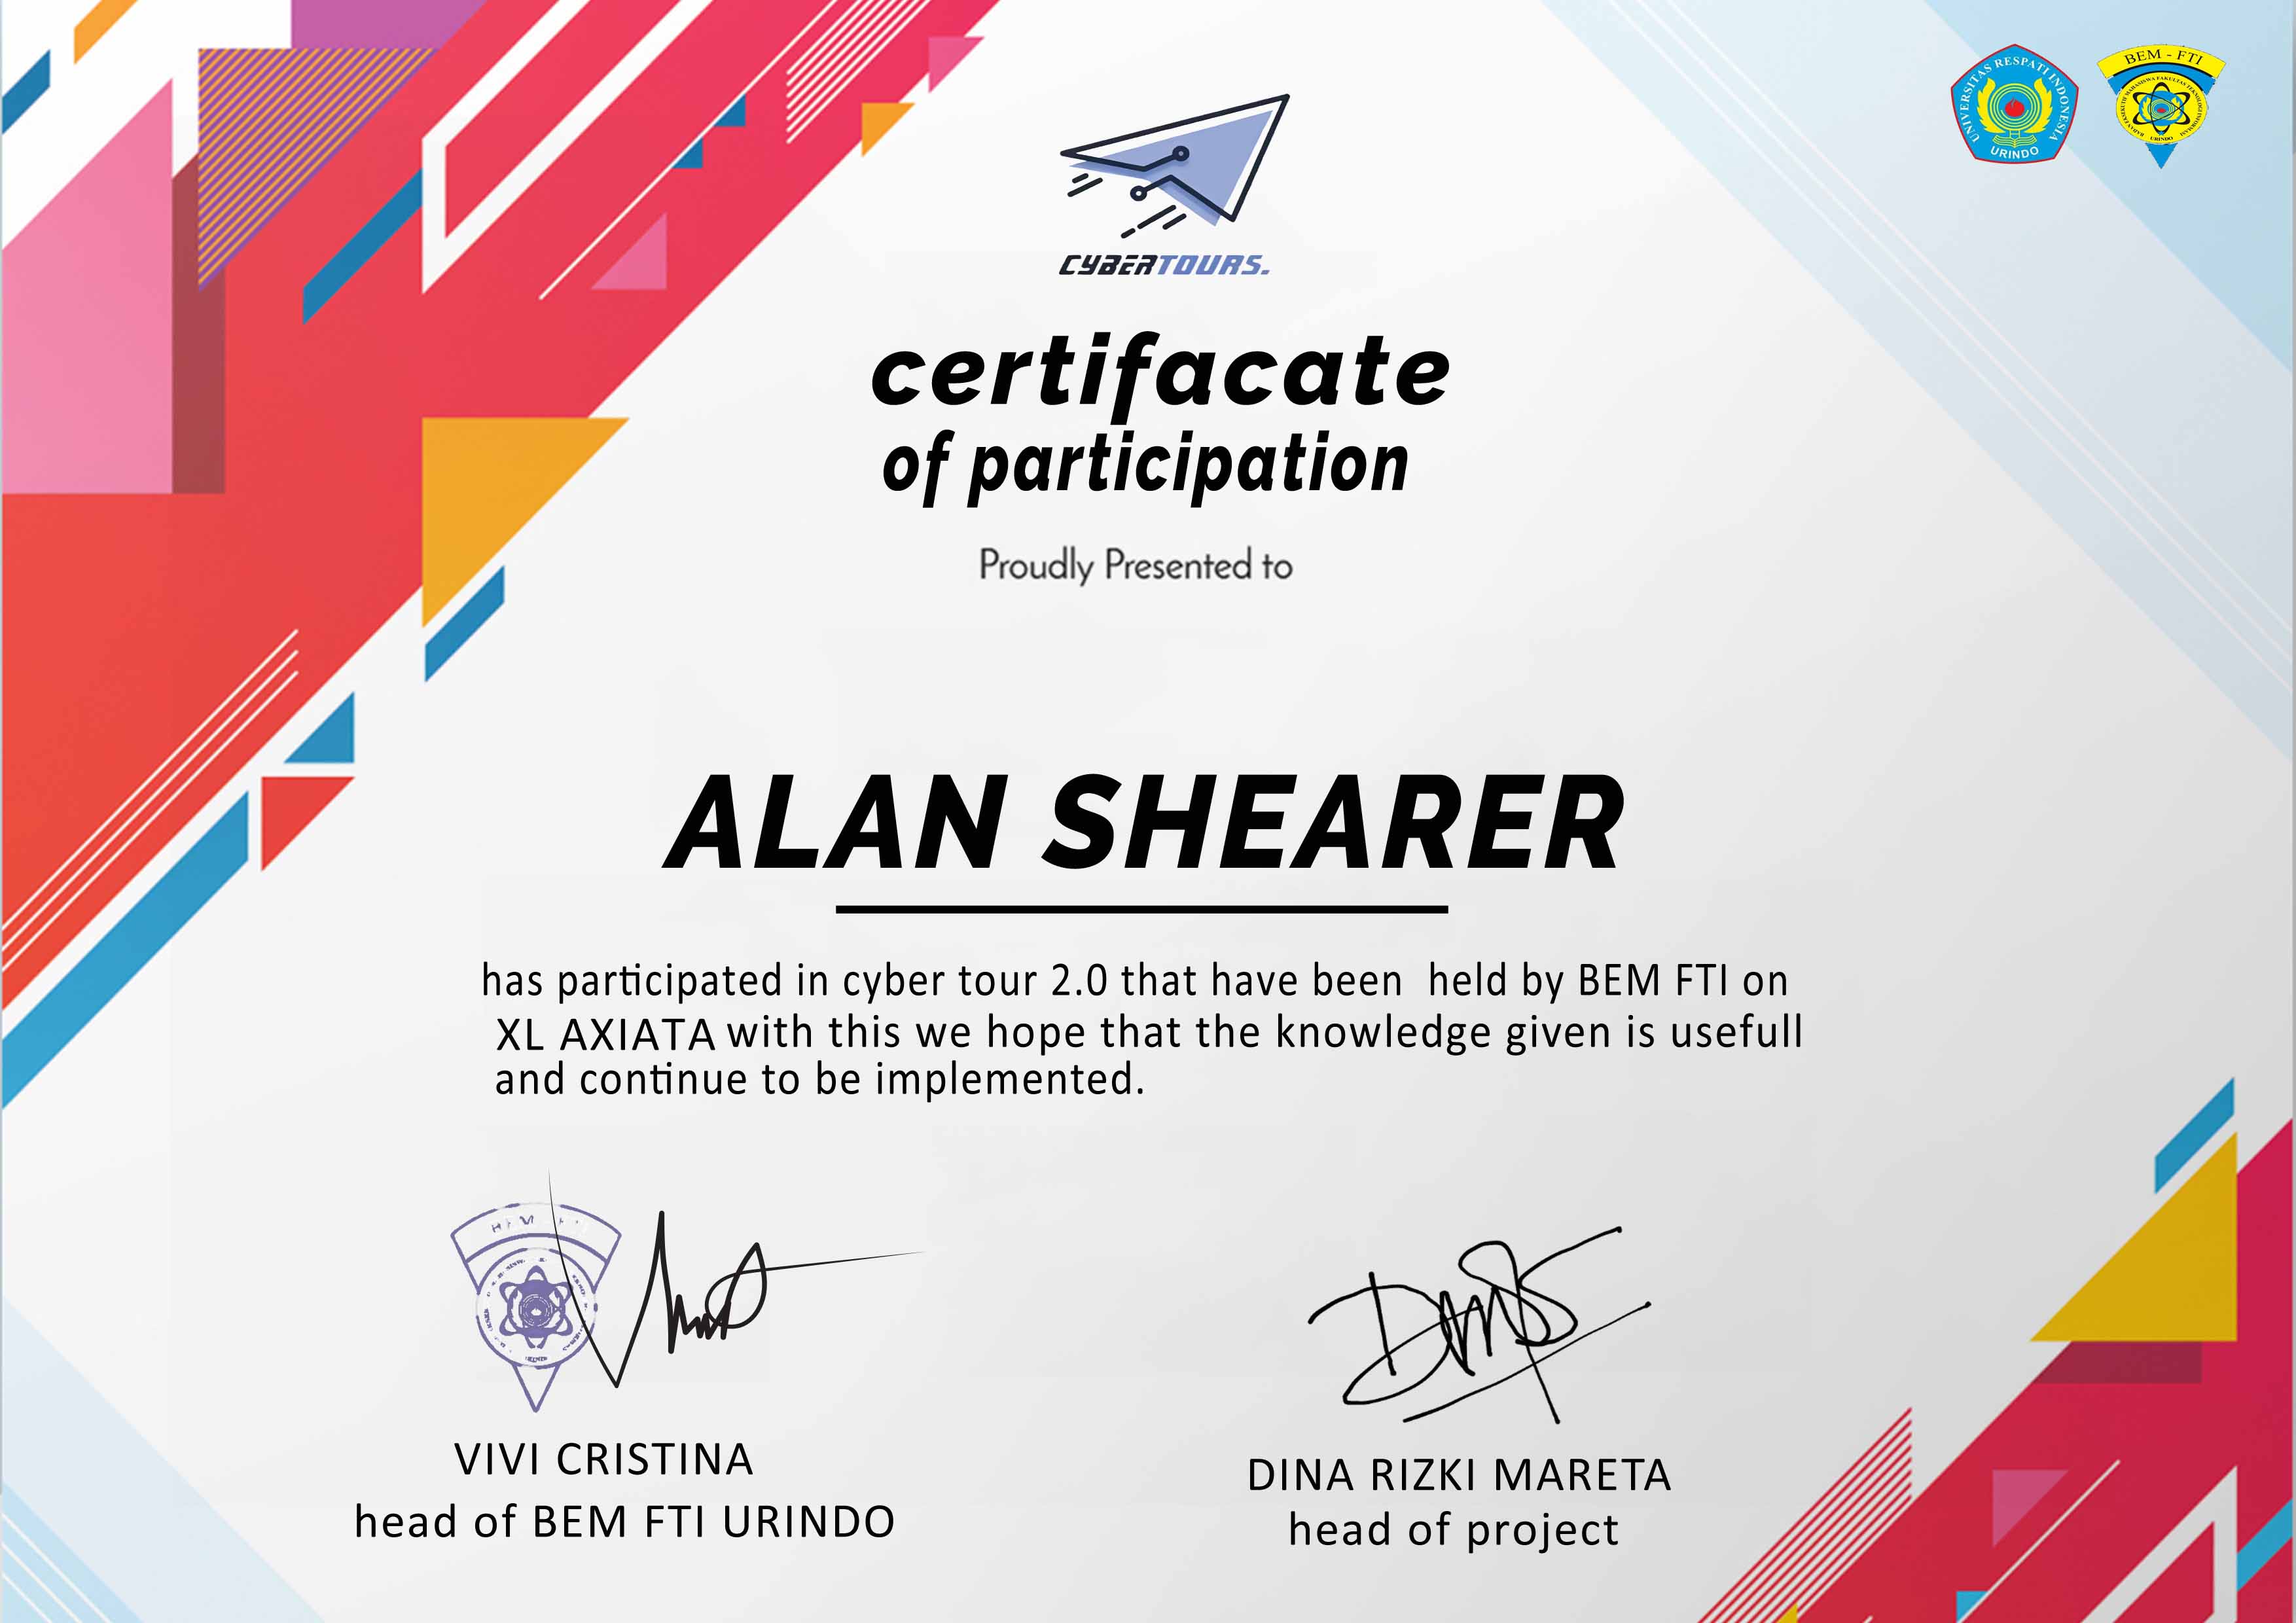 UNIVERSITAS RESPATI INDONESIA
URINDO
BEM - FTI
URINDO
CYBERTOURS.
certifacate
of participation
Proudly Presented to
ALAN SHEARER
has participated in cyber tour 2.0 that have been held by BEM FTI on
XL AXIATA with this we hope that the knowledge given is usefull
and continue to be implemented.
VIVI CRISTINA
head of BEM FTI URINDO
DINA RIZKI MARETA
head of project